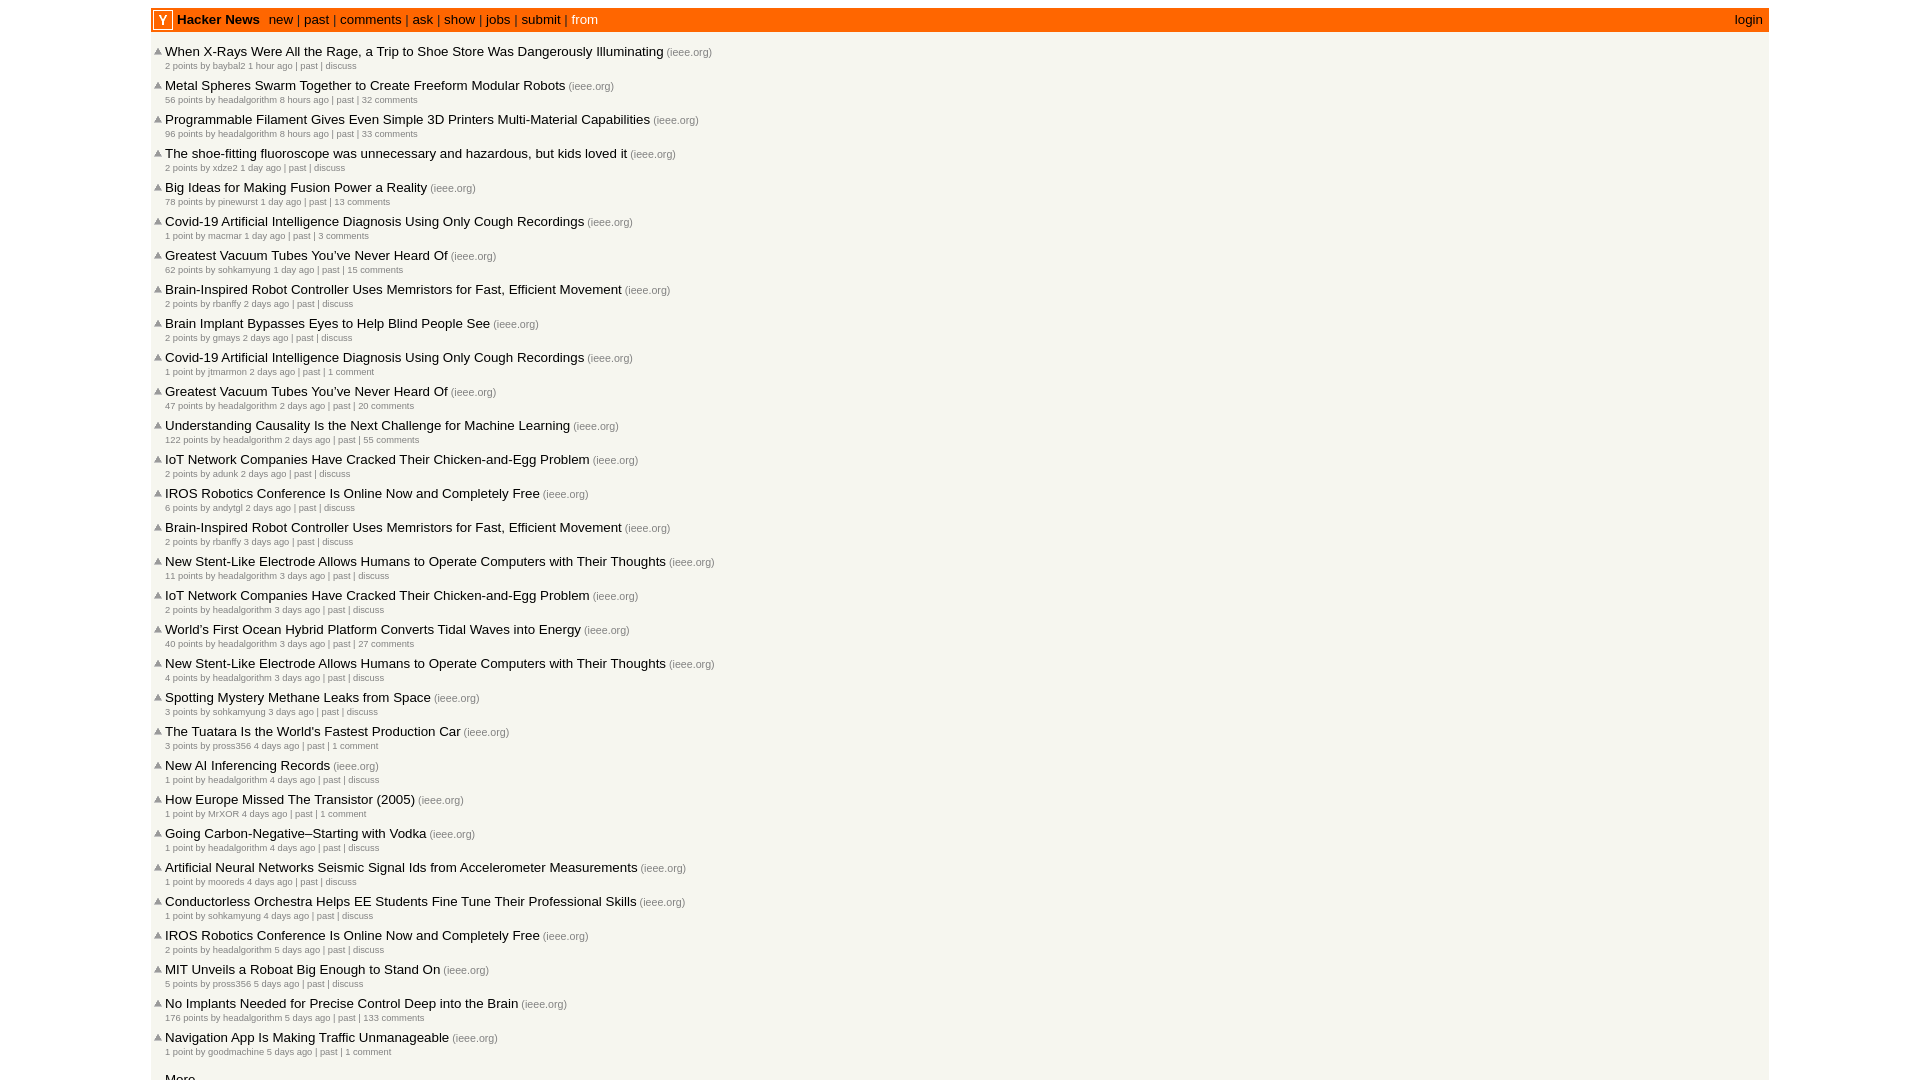 Y Hacker News new | past | comments | ask | show | jobs | submit | from login
When X-Rays Were All the Rage, a Trip to Shoe Store Was Dangerously Illuminating (ieee.org)
2 points by baybal2 1 hour ago | past | discuss
Metal Spheres Swarm Together to Create Freeform Modular Robots (ieee.org)
56 points by headalgorithm 8 hours ago | past | 32 comments
Programmable Filament Gives Even Simple 3D Printers Multi-Material Capabilities (ieee.org)
96 points by headalgorithm 8 hours ago | past | 33 comments
The shoe-fitting fluoroscope was unnecessary and hazardous, but kids loved it (ieee.org)
2 points by xdze2 1 day ago | past | discuss
Big Ideas for Making Fusion Power a Reality (ieee.org)
78 points by pinewurst 1 day ago | past | 13 comments
Covid-19 Artificial Intelligence Diagnosis Using Only Cough Recordings (ieee.org)
1 point by macmar 1 day ago | past | 3 comments
Greatest Vacuum Tubes You’ve Never Heard Of (ieee.org)
62 points by sohkamyung 1 day ago | past | 15 comments
Brain-Inspired Robot Controller Uses Memristors for Fast, Efficient Movement (ieee.org)
2 points by rbanffy 2 days ago | past | discuss
Brain Implant Bypasses Eyes to Help Blind People See (ieee.org)
2 points by gmays 2 days ago | past | discuss
Covid-19 Artificial Intelligence Diagnosis Using Only Cough Recordings (ieee.org)
1 point by jtmarmon 2 days ago | past | 1 comment
Greatest Vacuum Tubes You’ve Never Heard Of (ieee.org)
47 points by headalgorithm 2 days ago | past | 20 comments
Understanding Causality Is the Next Challenge for Machine Learning (ieee.org)
122 points by headalgorithm 2 days ago | past | 55 comments
IoT Network Companies Have Cracked Their Chicken-and-Egg Problem (ieee.org)
2 points by adunk 2 days ago | past | discuss
IROS Robotics Conference Is Online Now and Completely Free (ieee.org)
6 points by andytgl 2 days ago | past | discuss
Brain-Inspired Robot Controller Uses Memristors for Fast, Efficient Movement (ieee.org)
2 points by rbanffy 3 days ago | past | discuss
New Stent-Like Electrode Allows Humans to Operate Computers with Their Thoughts (ieee.org)
11 points by headalgorithm 3 days ago | past | discuss
IoT Network Companies Have Cracked Their Chicken-and-Egg Problem (ieee.org)
2 points by headalgorithm 3 days ago | past | discuss
World’s First Ocean Hybrid Platform Converts Tidal Waves into Energy (ieee.org)
40 points by headalgorithm 3 days ago | past | 27 comments
New Stent-Like Electrode Allows Humans to Operate Computers with Their Thoughts (ieee.org)
4 points by headalgorithm 3 days ago | past | discuss
Spotting Mystery Methane Leaks from Space (ieee.org)
3 points by sohkamyung 3 days ago | past | discuss
The Tuatara Is the World's Fastest Production Car (ieee.org)
3 points by pross356 4 days ago | past | 1 comment
New AI Inferencing Records (ieee.org)
1 point by headalgorithm 4 days ago | past | discuss
How Europe Missed The Transistor (2005) (ieee.org)
1 point by MrXOR 4 days ago | past | 1 comment
Going Carbon-Negative–Starting with Vodka (ieee.org)
1 point by headalgorithm 4 days ago | past | discuss
Artificial Neural Networks Seismic Signal Ids from Accelerometer Measurements (ieee.org)
1 point by mooreds 4 days ago | past | discuss
Conductorless Orchestra Helps EE Students Fine Tune Their Professional Skills (ieee.org)
1 point by sohkamyung 4 days ago | past | discuss
IROS Robotics Conference Is Online Now and Completely Free (ieee.org)
2 points by headalgorithm 5 days ago | past | discuss
MIT Unveils a Roboat Big Enough to Stand On (ieee.org)
5 points by pross356 5 days ago | past | discuss
No Implants Needed for Precise Control Deep into the Brain (ieee.org)
176 points by headalgorithm 5 days ago | past | 133 comments
Navigation App Is Making Traffic Unmanageable (ieee.org)
1 point by goodmachine 5 days ago | past | 1 comment
More